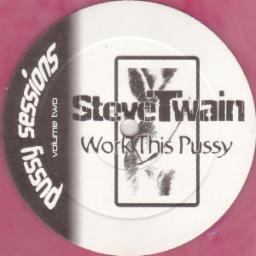 pussy sessions
volume two
Steve Twain
Work This Pussy